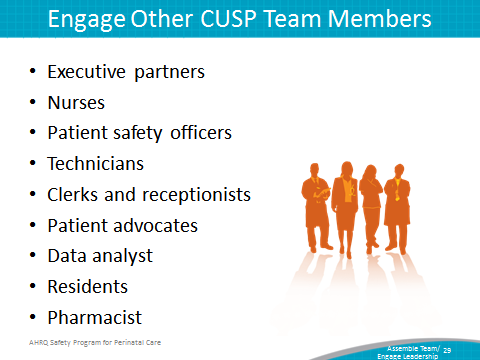 Engage Other CUSP Team Members
• Executive partners
• Nurses
• Patient safety officers
• Technicians
• Clerks and receptionists
• Patient advocates
• Data analyst
• Residents
• Pharmacist
AHRQ Safety Program for Perinatal Care
Assemble Team/
Engage Leadership
29